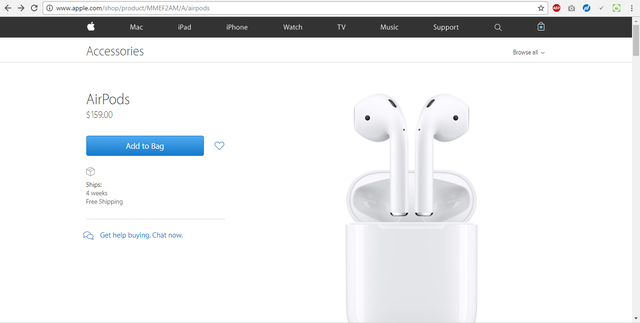 www.apple.com/shop/product/MMEF2AM/A/airpods
ABP
Mac iPad iPhone Watch TV Music Support
Accessories
Browse all
AirPods
$159.00
Add to Bag
Ships:
4 weeks
Free Shipping
Get help buying. Chat now.